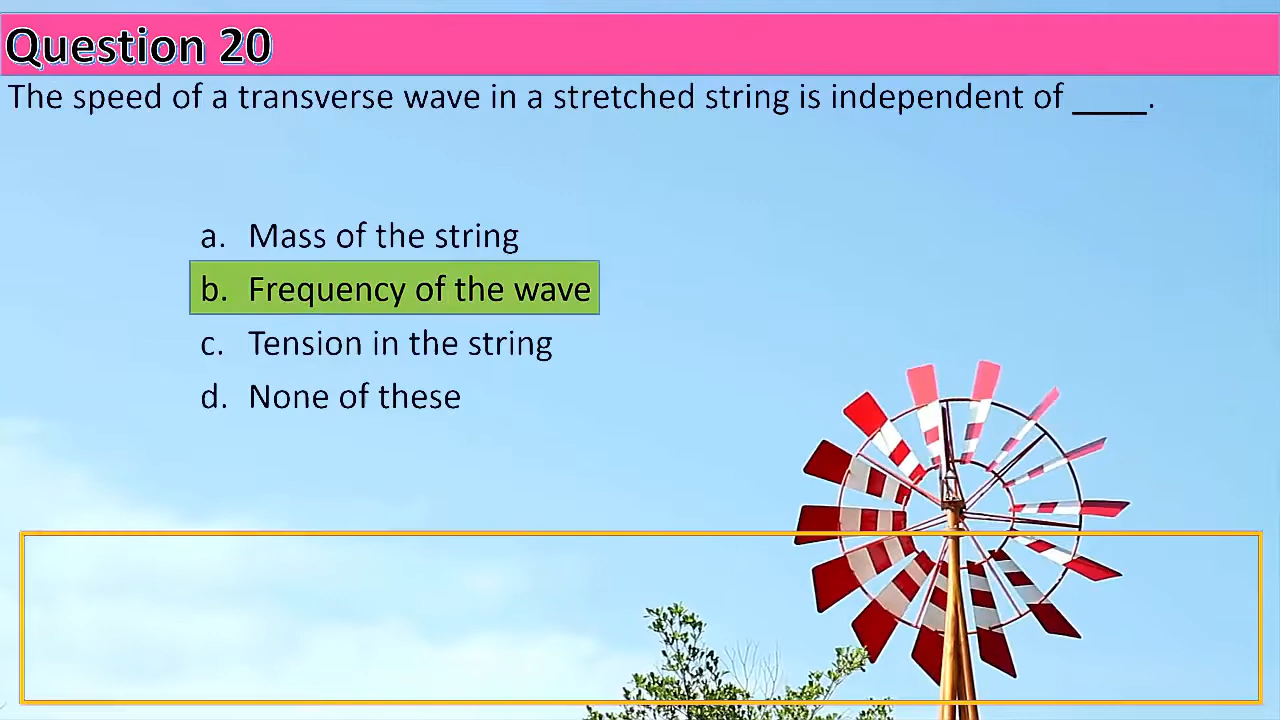 Question 20
The speed of a transverse wave in a stretched string is independent of ____.
a. Mass of the string
b. Frequency of the wave
c. Tension in the string
d. None of these